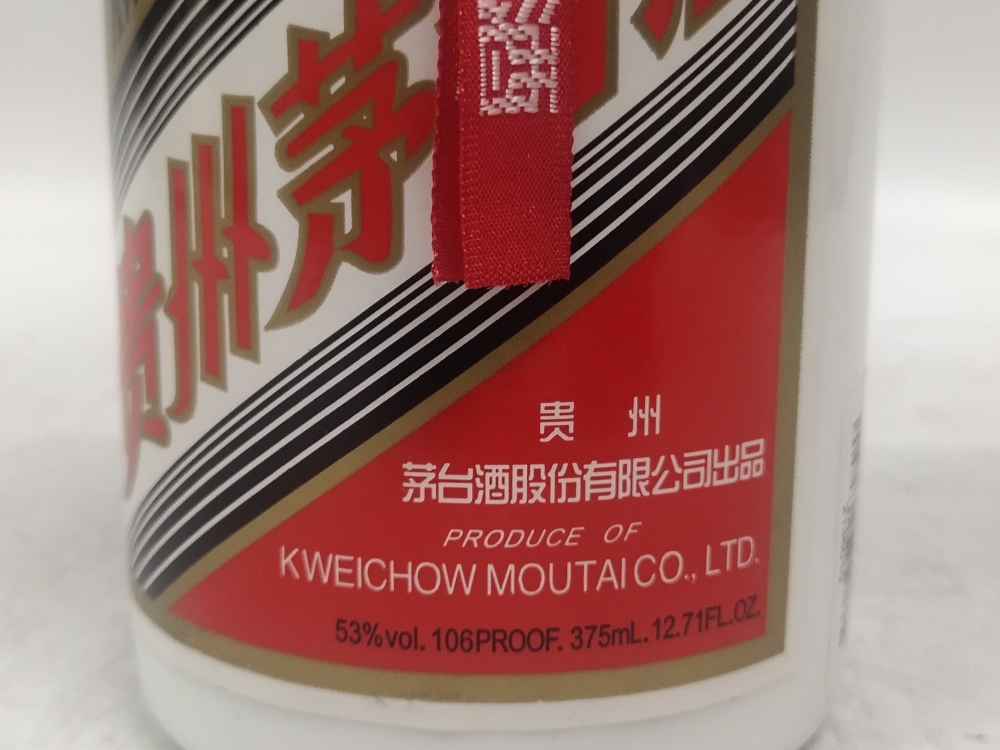 贵州茅
贵 州
茅台酒股份有限公司出品
PRODUCE OF
KWEICHOW MOUTAI CO., LTD.
53%vol. 106PROOF. 375mL. 12.71FL.OZ.